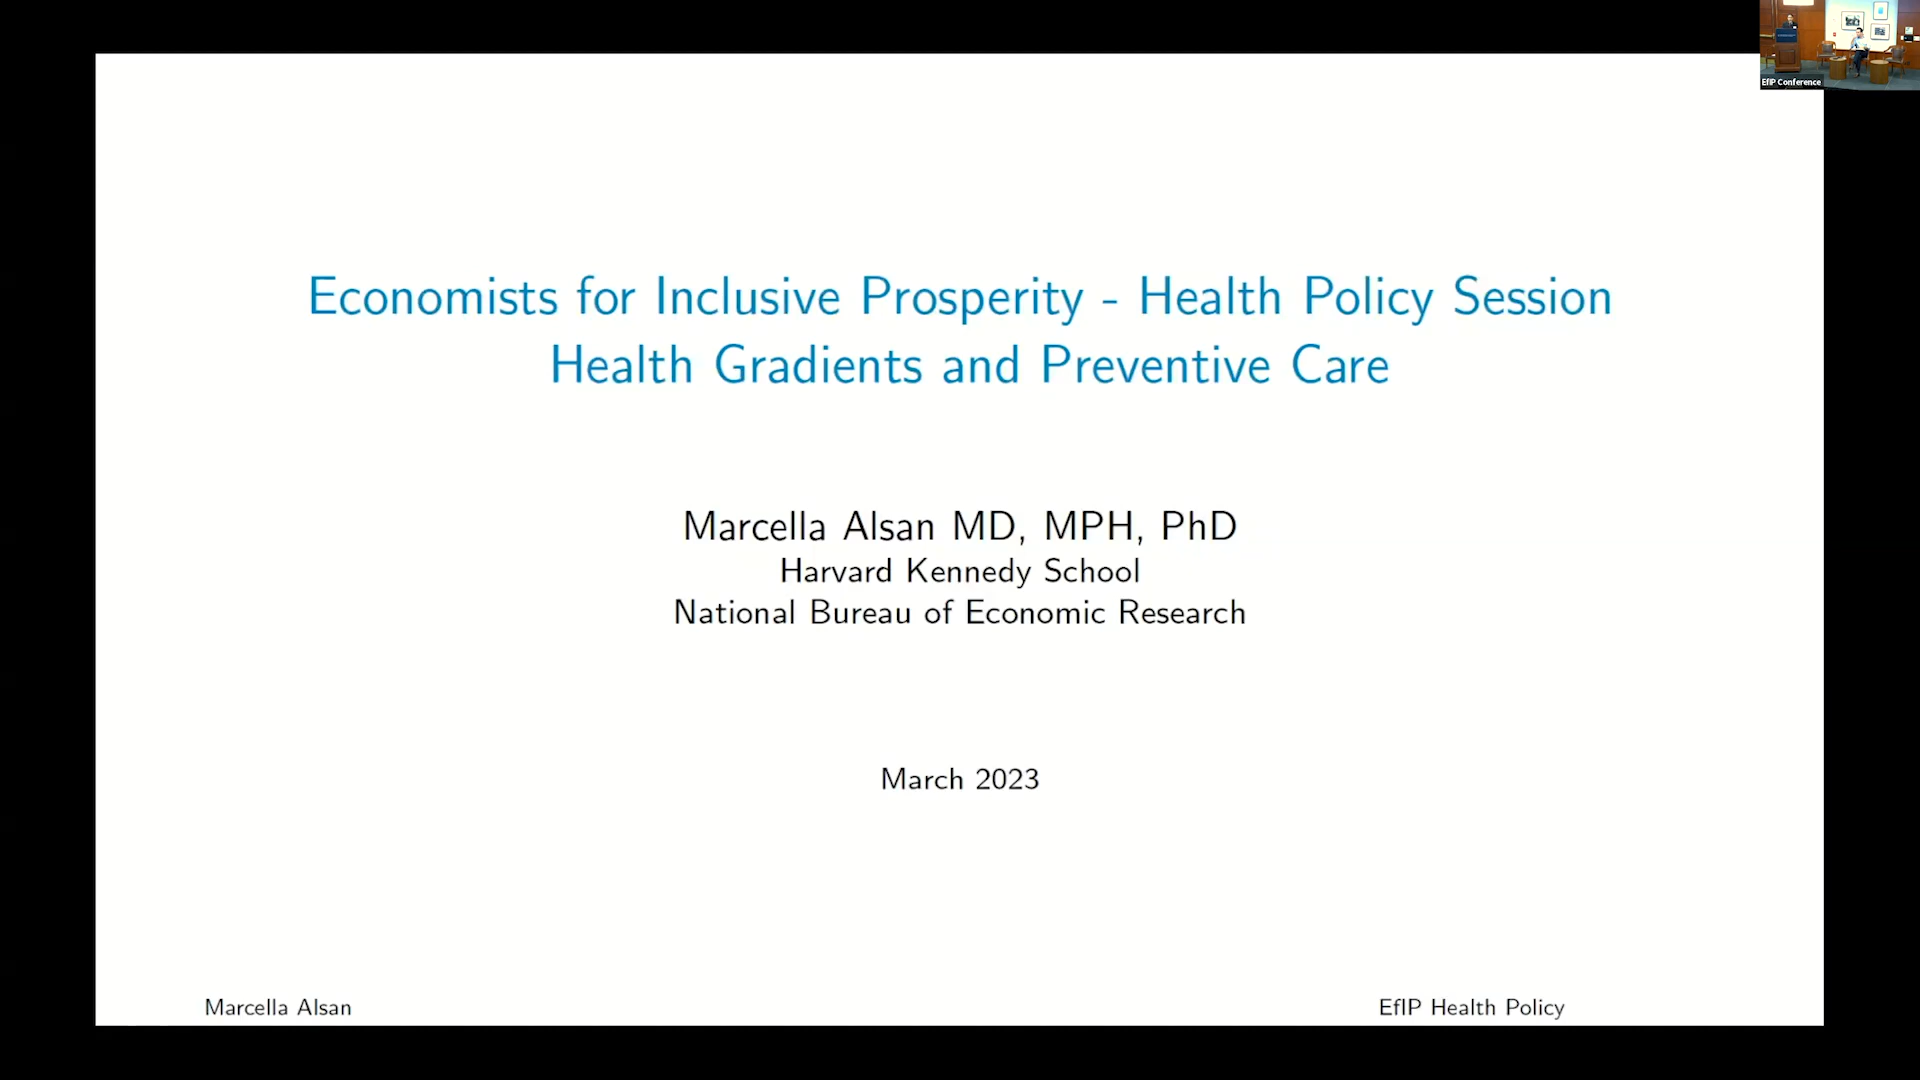 EfIP Conference
Economists for Inclusive Prosperity - Health Policy Session
Health Gradients and Preventive Care
Marcella Alsan MD, MPH, PhD
Harvard Kennedy School
National Bureau of Economic Research
March 2023
Marcella Alsan
EfIP Health Policy